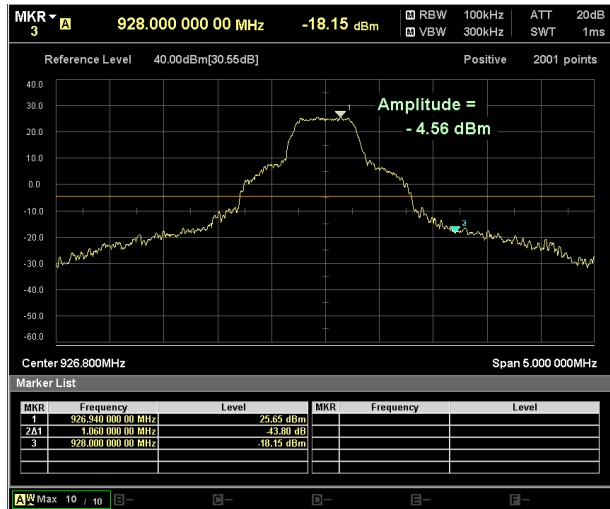 MKR A 928.000 000 00 MHz -18.15 dBm M RBW 100kHz ATT 20dB
3 M VBW 300kHz SWT 1ms
Reference Level 40.00dBm[30.55dB] Positive 2001 points
40.0
30.0
20.0
10.0
0.0
-10.0
-20.0
-30.0
-40.0
-50.0
-60.0
1
Amplitude =
- 4.56 dBm
3
Center 926.800MHz Span 5.000 000MHz
Marker List
MKR Frequency Level MKR Frequency Level
1 926.940 000 00 MHz 25.65 dBm
2Δ1 1.060 000 00 MHz -43.80 dB
3 928.000 000 00 MHz -18.15 dBm
A W Max 10 / 10 B- C- D- E- F-